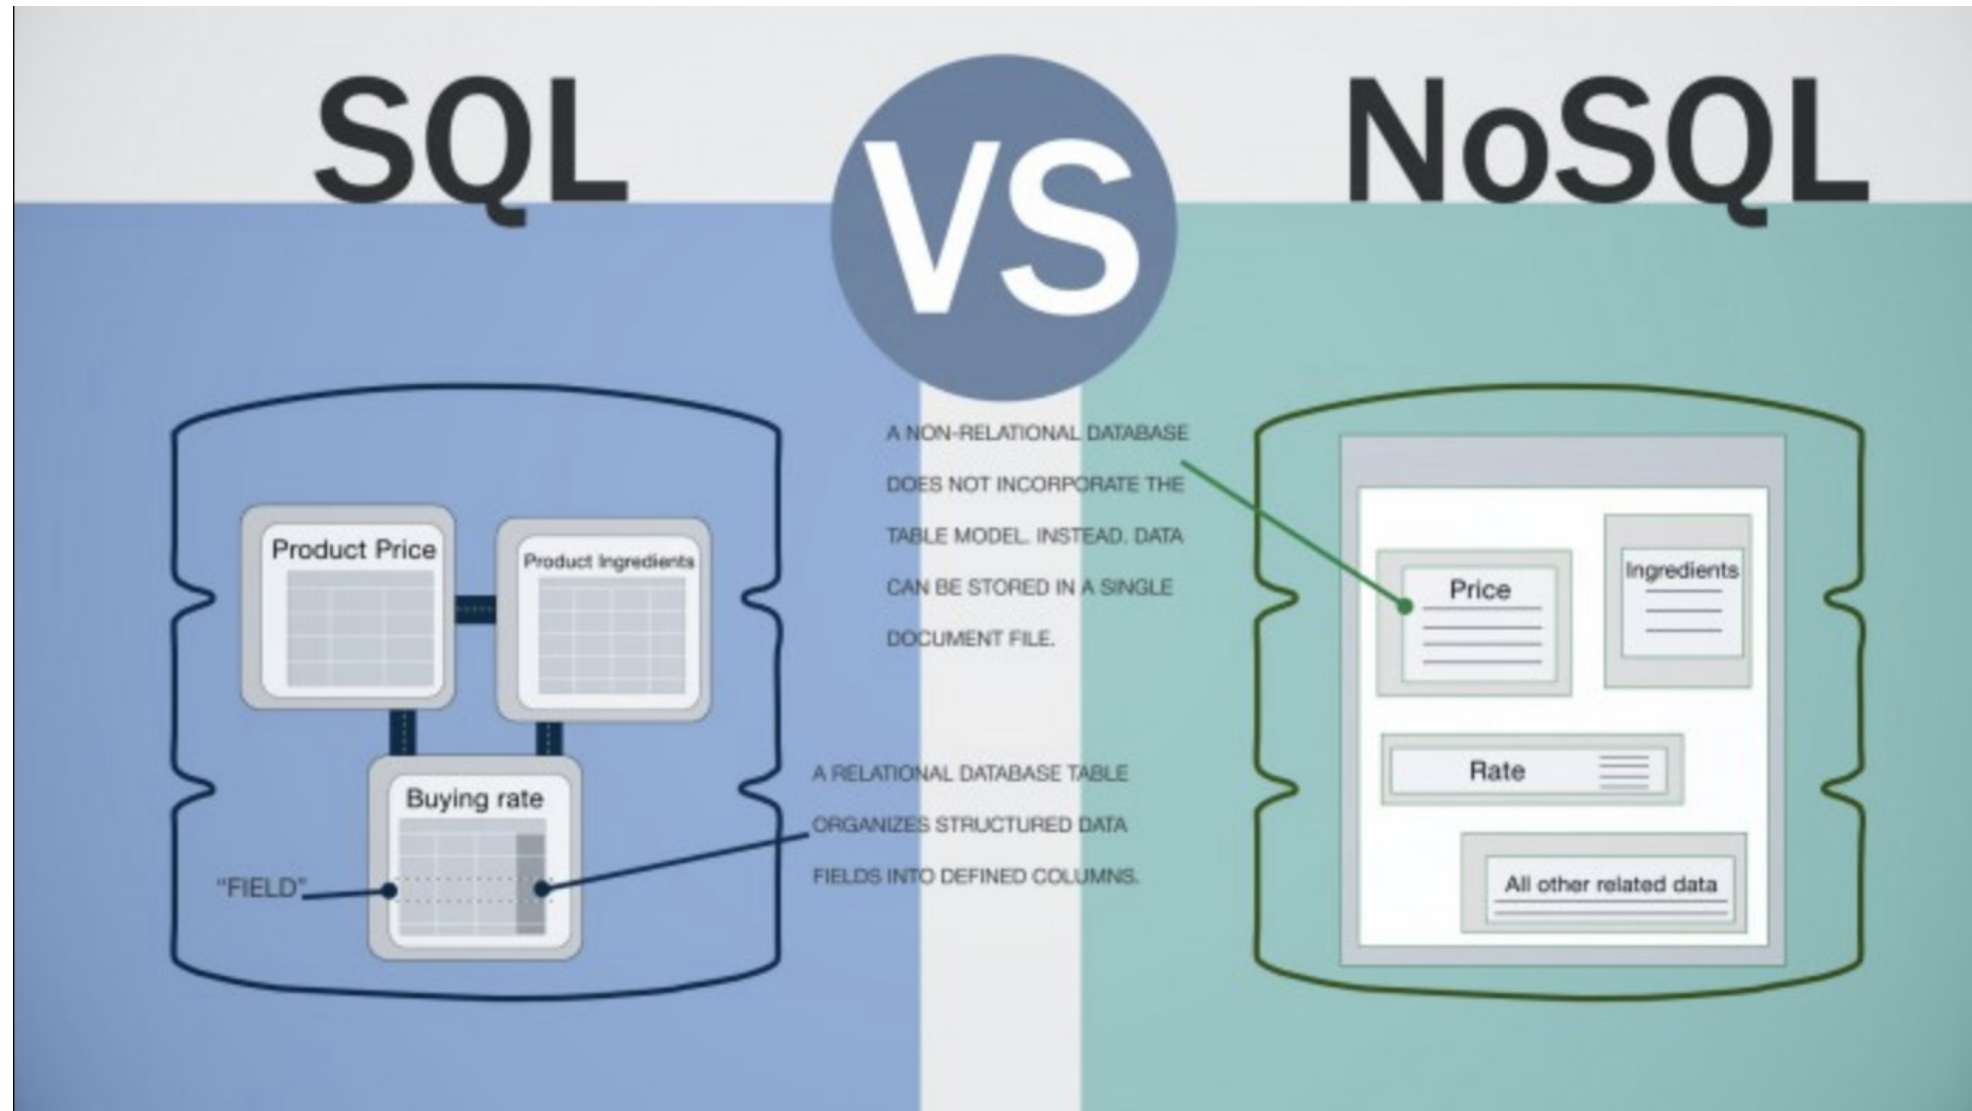 SQL
VS
NoSQL
A NON-RELATIONAL DATABASE
DOES NOT INCORPORATE THE
TABLE MODEL. INSTEAD. DATA
CAN BE STORED IN A SINGLE
DOCUMENT FILE.
Product Price
Product Ingredients
Buying rate
"FIELD"
A RELATIONAL DATABASE TABLE
ORGANIZES STRUCTURED DATA
FIELDS INTO DEFINED COLUMNS.
Price
Ingredients
Rate
All other related data